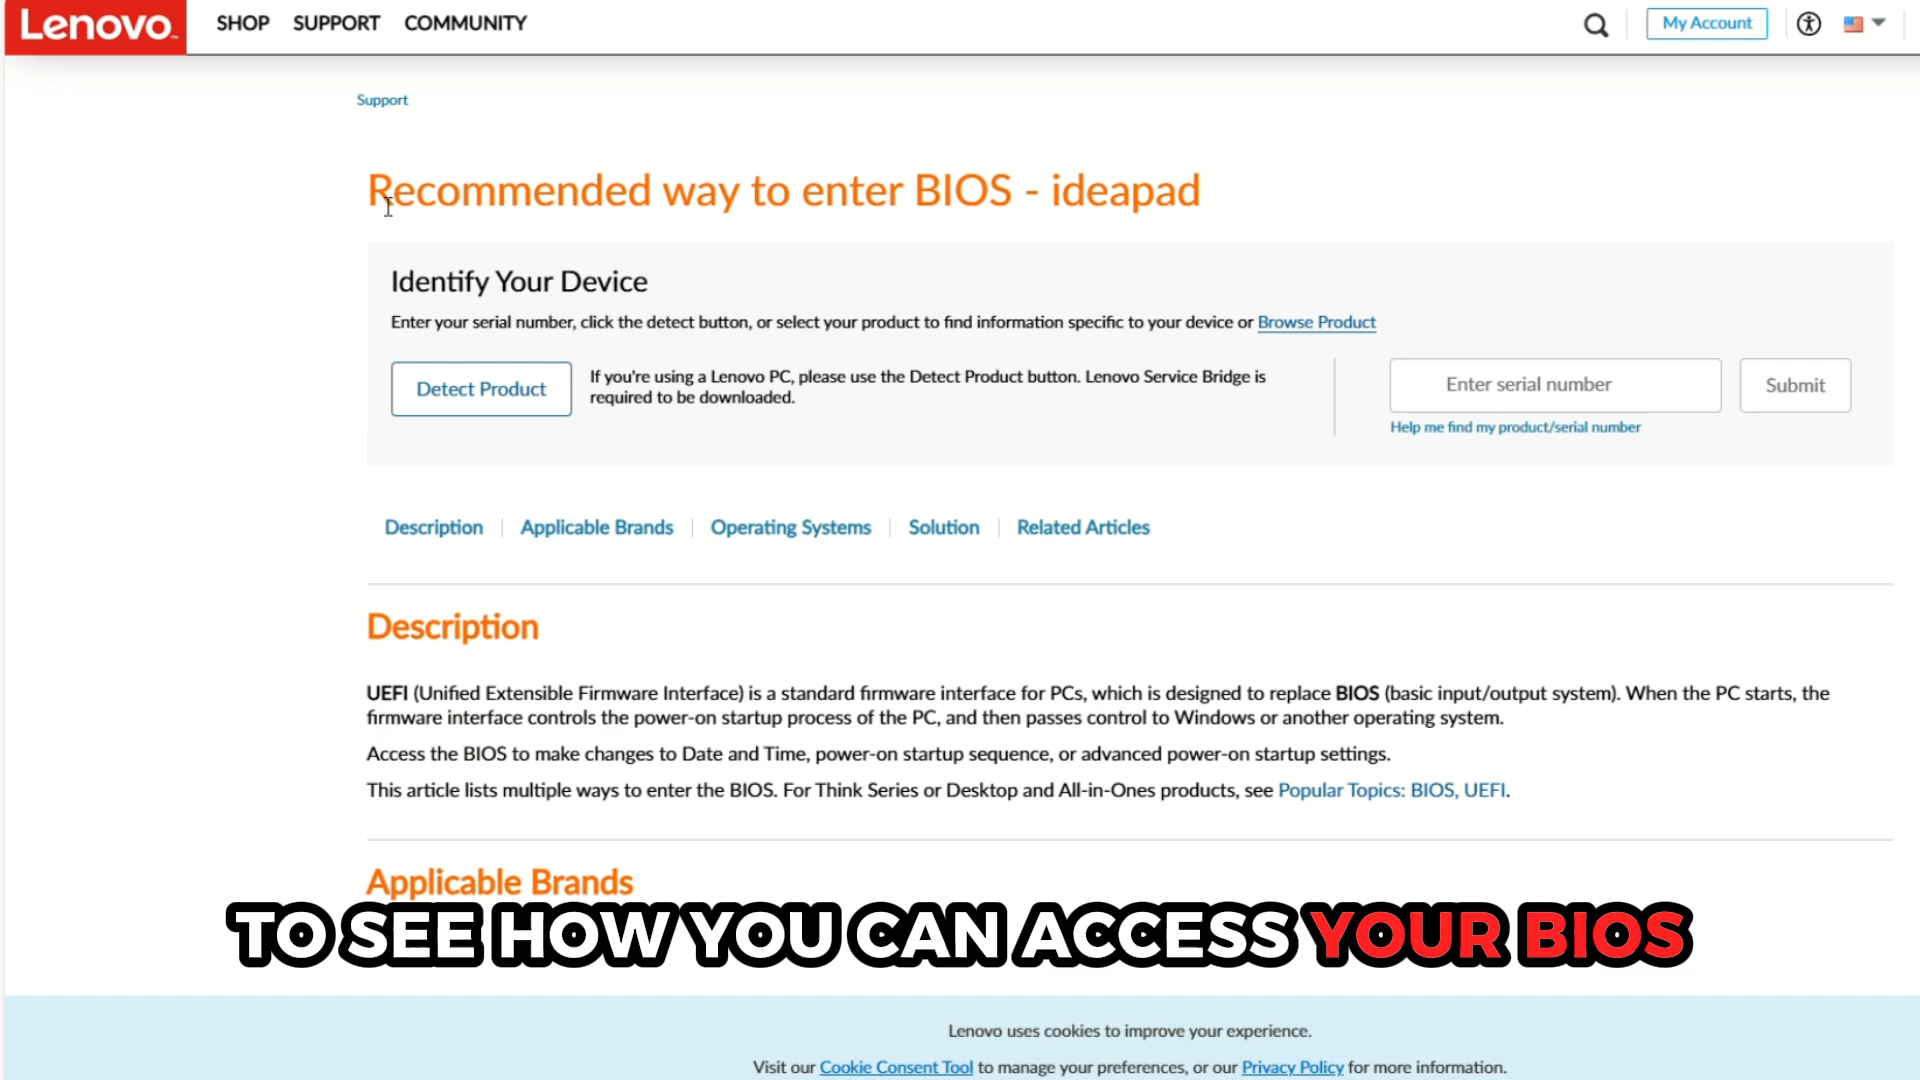 Lenovo
SHOP SUPPORT COMMUNITY
My Account
Support
Recommended way to enter BIOS - ideapad
Identify Your Device
Enter your serial number, click the detect button, or select your product to find information specific to your device or Browse Product
Detect Product
If you're using a Lenovo PC, please use the Detect Product button. Lenovo Service Bridge is
required to be downloaded.
Enter serial number
Submit
Help me find my product/serial number
Description
Applicable Brands
Operating Systems
Solution
Related Articles
Description
UEFI (Unified Extensible Firmware Interface) is a standard firmware interface for PCs, which is designed to replace BIOS (basic input/output system). When the PC starts, the
firmware interface controls the power-on startup process of the PC, and then passes control to Windows or another operating system.
Access the BIOS to make changes to Date and Time, power-on startup sequence, or advanced power-on startup settings.
This article lists multiple ways to enter the BIOS. For Think Series or Desktop and All-in-Ones products, see Popular Topics: BIOS, UEFI.
Applicable Brands
TO SEE HOW YOU CAN ACCESS YOUR BIOS
Lenovo uses cookies to improve your experience.
Visit our Cookie Consent Tool to manage your preferences, or our Privacy Policy for more information.